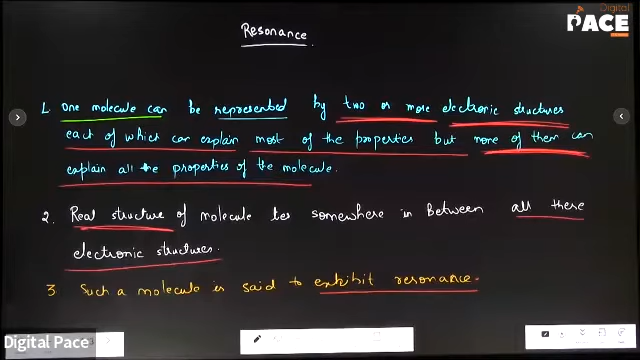 Resonance
Digital
PACE
1. One molecule can be represented by two or more electronic structures
each of which can explain most of the properties but none of them can
explain all the properties of the molecule.
2. Real structure of molecule lies somewhere in Between all these
electronic structures.
3. Such a molecule is said to exhibit resonance.
Digital Pace